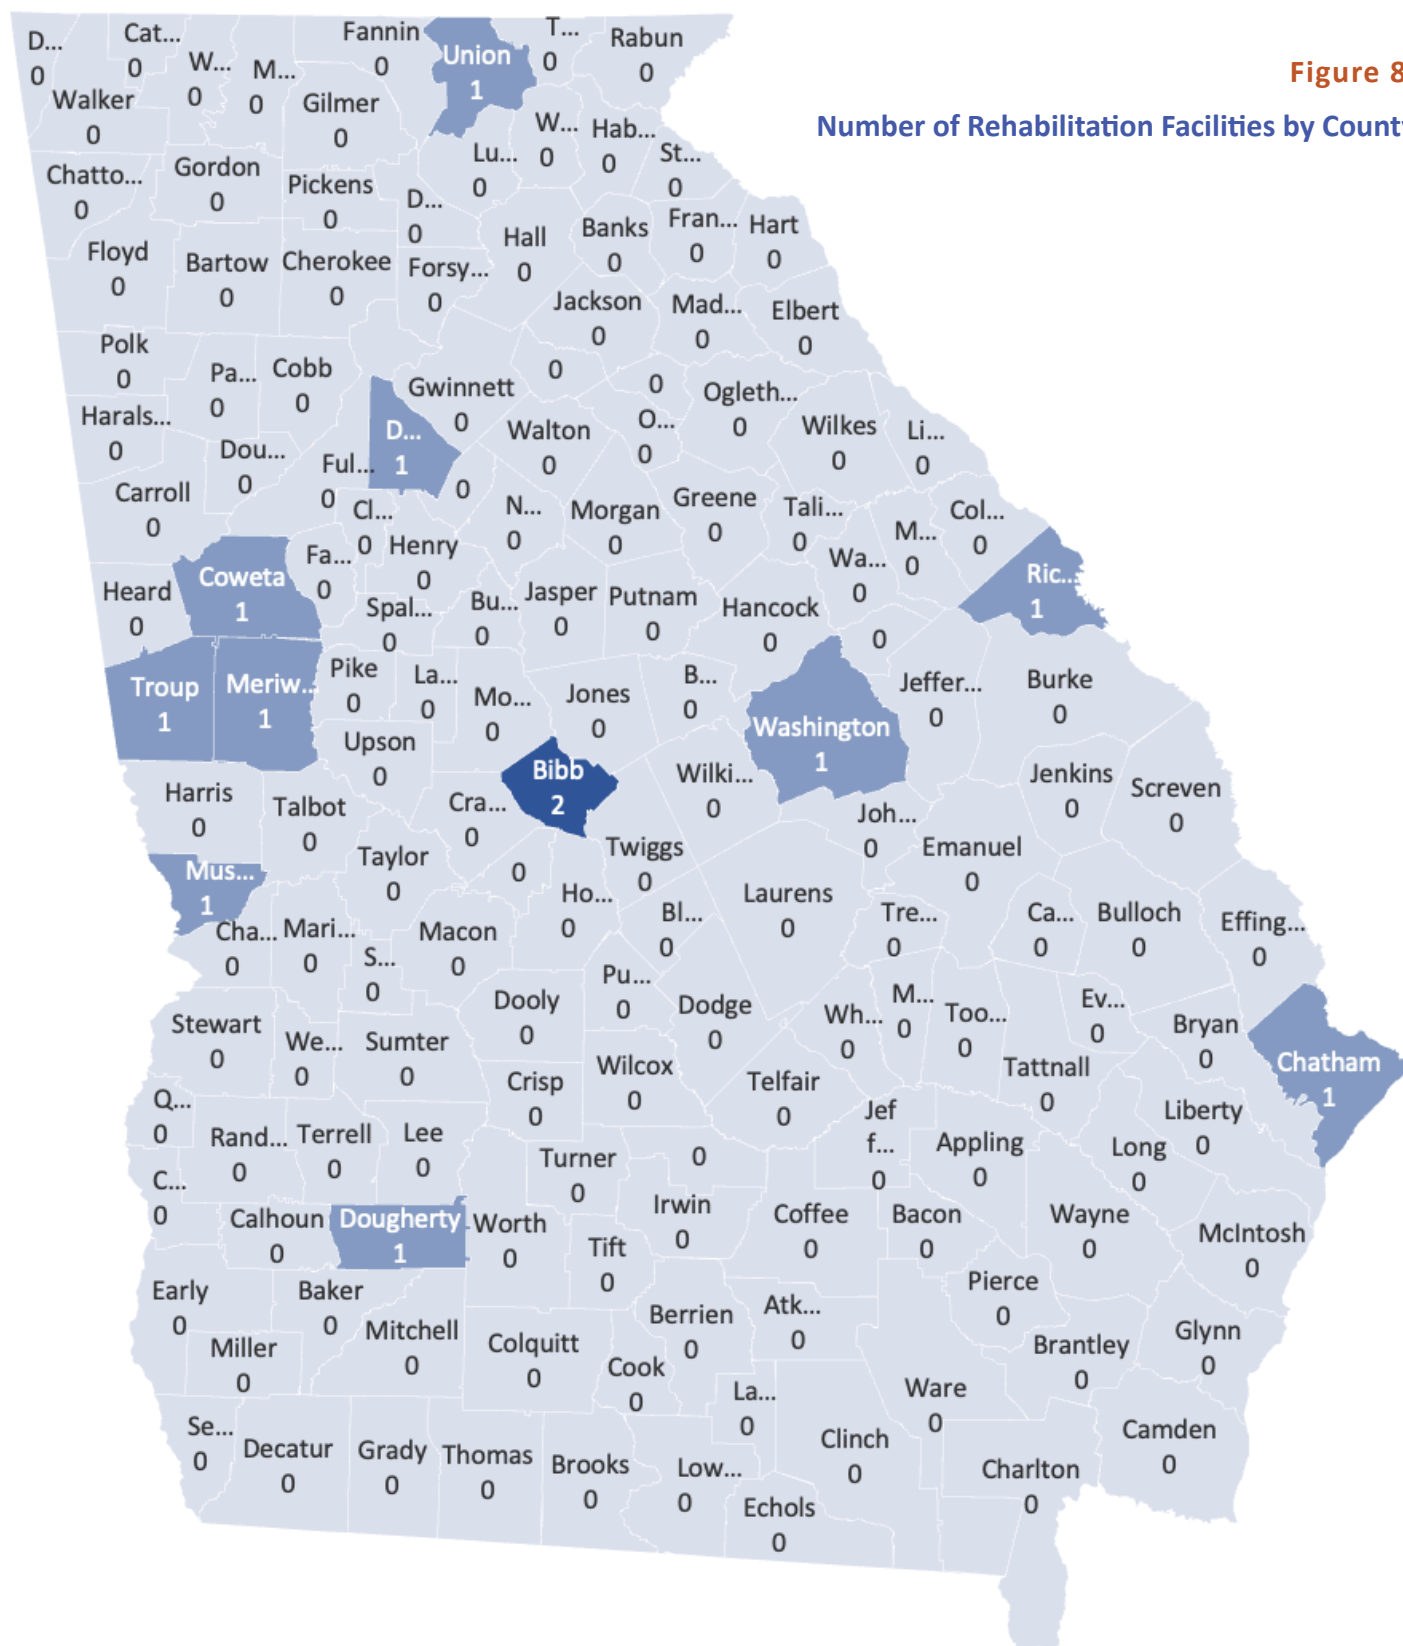 Figure 8
Number of Rehabilitation Facilities by County
D...
0
Cat...
0
W...
0
M...
0
Fannin
0
Union
1
T...
0
Rabun
0
Walker
0
Gilmer
0
Lu...
0
W...
0
Hab...
0
St...
0
Chatto...
0
Gordon
0
Pickens
0
D...
0
Hall
0
Banks
0
Fran...
0
Hart
0
Floyd
0
Bartow
0
Cherokee
0
Forsy...
0
Jackson
0
Mad...
0
Elbert
0
Polk
0
Pa...
0
Cobb
0
Gwinnett
0
0
0
Ogleth...
0
Harals...
0
Dou...
0
Ful...
0
D...
1
0
Walton
0
O...
0
Wilkes
0
Li...
0
Carroll
0
Cl...
0
N...
0
Morgan
0
Greene
0
Tali...
0
M...
0
Col...
0
Heard
0
Coweta
1
Fa...
0
Henry
0
Wa...
0
Ric...
1
Spal...
0
Bu...
0
Jasper
0
Putnam
0
Hancock
0
0
Troup
1
Meriw...
1
Pike
0
La...
0
Mo...
0
Jones
0
B...
0
Washington
1
Jeffer...
0
Burke
0
Upson
0
Bibb
2
Wilki...
0
Jenkins
0
Screven
0
Harris
0
Talbot
0
Cra...
0
Joh...
0
Emanuel
0
Mus...
1
Taylor
0
0
Twiggs
0
Ho...
0
Bl...
0
Laurens
0
Tre...
0
Ca...
0
Bulloch
0
Effing...
0
Cha...
0
Mari...
0
S...
0
Macon
0
Dooly
0
Pu...
0
Dodge
0
Wh...
0
M...
0
Too...
0
Ev...
0
Bryan
0
Chatham
1
Stewart
0
We...
0
Sumter
0
Crisp
0
Wilcox
0
Telfair
0
Tattnall
0
Liberty
0
Q...
0
Rand...
0
Terrell
0
Lee
0
Turner
0
0
Jef
f...
0
Appling
0
Long
0
C...
0
Calhoun
0
Dougherty
1
Worth
0
Tift
0
Irwin
0
Coffee
0
Bacon
0
Wayne
0
McIntosh
0
Early
0
Baker
0
Mitchell
0
Colquitt
0
Berrien
0
Atk...
0
Pierce
0
Brantley
0
Glynn
0
Miller
0
Cook
0
La...
0
Ware
0
Se...
0
Decatur
0
Grady
0
Thomas
0
Brooks
0
Low...
0
Clinch
0
Charlton
0
Camden
0
Echols
0